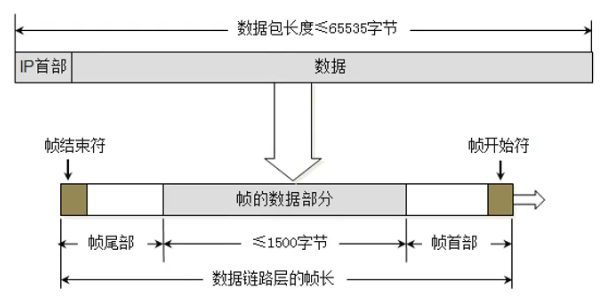 数据包长度≤65535字节
IP首部
数据
帧结束符
帧开始符
帧的数据部分
帧尾部
≤1500字节
帧首部
数据链路层的帧长